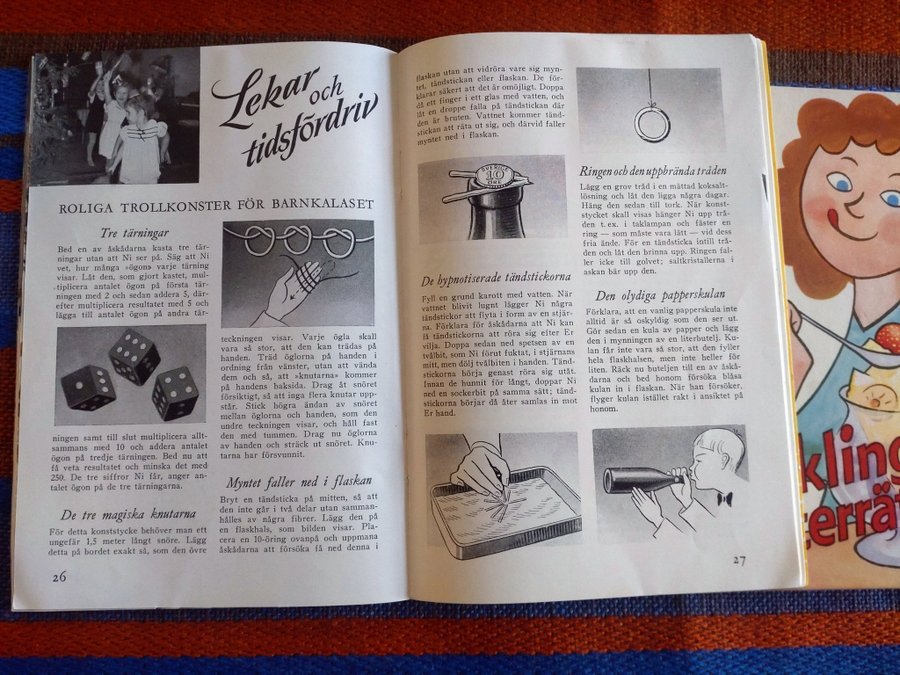 Lekar och
tidsfördriv
ROLIGA TROLLKONSTER FÖR BARNKALASET
Tre tärningar
Bed en av åskådarna kasta tre tär-
ningar utan att Ni ser på. Säg att Ni
vet, hur många »ögon» varje tärning
visar. Låt den, som gjort kastet, mul-
tiplicera antalet ögon på första tär-
ningen med 2 och sedan addera 5, där-
efter multiplicera resultatet med 5 och
lägga till antalet ögon på andra tär-
ningen samt till slut multiplicera allt-
sammans med 10 och addera antalet
ögon på tredje tärningen. Bed nu att
få veta resultatet och minska det med
250. De tre siffror Ni får, anger an-
talet ögon på de tre tärningarna.
De tre magiska knutarna
För detta konststycke behöver man ett
ungefär 1,5 meter långt snöre. Lägg
detta på bordet exakt så, som den övre
teckningen visar. Varje ögla skall
vara så stor, att den kan trädas på
handen. Träd öglorna på handen i
ordning från vänster, utan att vända
dem och så, att »knutarna» kommer
på handens baksida. Drag åt snöret
försiktigt, så att inga flera knutar upp-
står. Stick högra ändan av snöret
mellan öglorna och handen, som den
undre teckningen visar, och håll fast
den med tummen. Drag nu öglorna
av handen och sträck ut snöret. Knu-
tarna har försvunnit.
Myntet faller ned i flaskan
Bryt en tändsticka på mitten, så att
den inte går i två delar utan samman-
hålles av några fibrer. Lägg den på
en flaskhals, som bilden visar. Pla-
cera en 10-öring ovanpå och uppmana
åskådarna att försöka få ned denna i
26
flaskan utan att vidröra vare sig myn-
tet, tändstickan eller flaskan. De för-
klarar säkert att det är omöjligt. Doppa
då ett finger i ett glas med vatten, och
låt en droppe falla på tändstickan där
den är bruten. Vattnet kommer tänd-
stickan att räta ut sig, och därvid faller
myntet ned i flaskan.
SVERIGE
10
ÖRE
De hypnotiserade tändstickorna
Fyll en grund karott med vatten. När
vattnet blivit lugnt lägger Ni några
tändstickor att flyta i form av en stjär-
na. Förklara för åskådarna att Ni kan
få tändstickorna att röra sig efter Er
vilja. Doppa sedan ned spetsen av en
tvålbit, som Ni förut fuktat, i stjärnans
mitt, men dölj tvålbiten i handen. Tänd-
stickorna börja genast röra sig utåt.
Innan de hunnit för långt, doppar Ni
ned en sockerbit på samma sätt; tänd-
stickorna börjar då åter samlas in mot
Er hand.
Ringen och den uppbrända tråden
Lägg en grov tråd i en mättad koksalt-
lösning och låt den ligga några dagar.
Häng den sedan till tork. När konst-
stycket skall visas hänger Ni upp trå-
den t. ex. i taklampan och fäster en
ring — som måste vara lätt — vid dess
fria ände. För en tändsticka intill trå-
den och låt den brinna upp. Ringen fal-
ler icke till golvet; saltkristallerna i
askan bär upp den.
Den olydiga papperskulan
Förklara, att en vanlig papperskula inte
alltid är så oskyldig som den ser ut.
Gör sedan en kula av papper och lägg
den i mynningen av en literbutelj. Ku-
lan får inte vara så stor, att den fyller
hela flaskhalsen, men inte heller för
liten. Räck nu buteljen till en av åskå-
darna och bed honom försöka blåsa
kulan in i flaskan. När han försöker,
flyger kulan istället rakt i ansiktet på
honom.
27